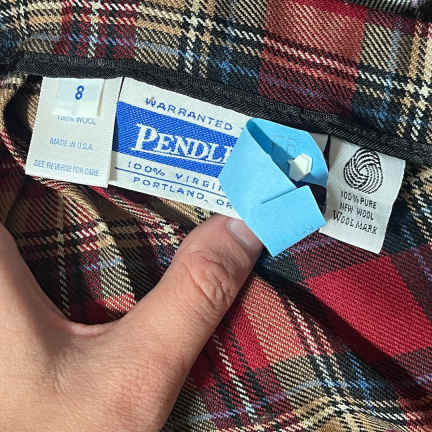 8
100% WOOL
MADE IN U.S.A.
SEE REVERSE FOR CARE
WARRANTED
PENDL
100% VIRGIN
PORTLAND, OR
100% PURE
NEW WOOL
WOOLMARK